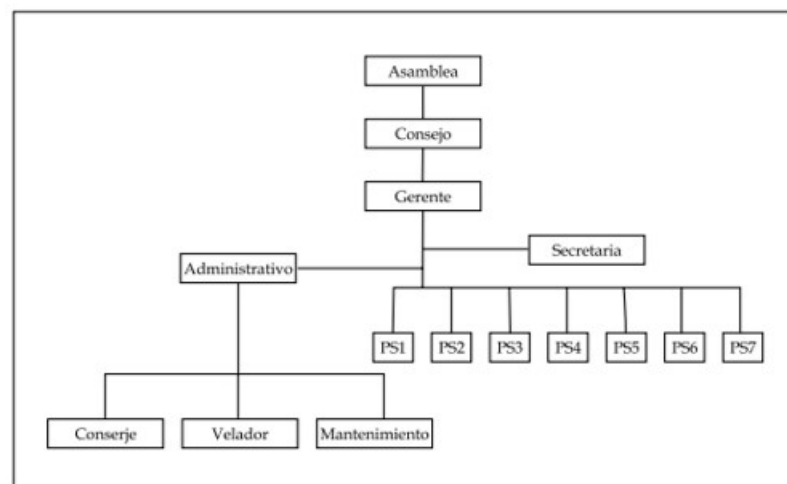 Asamblea
Consejo
Gerente
Secretaria
Administrativo
PS1 PS2 PS3 PS4 PS5 PS6 PS7
Conserje Velador Mantenimiento